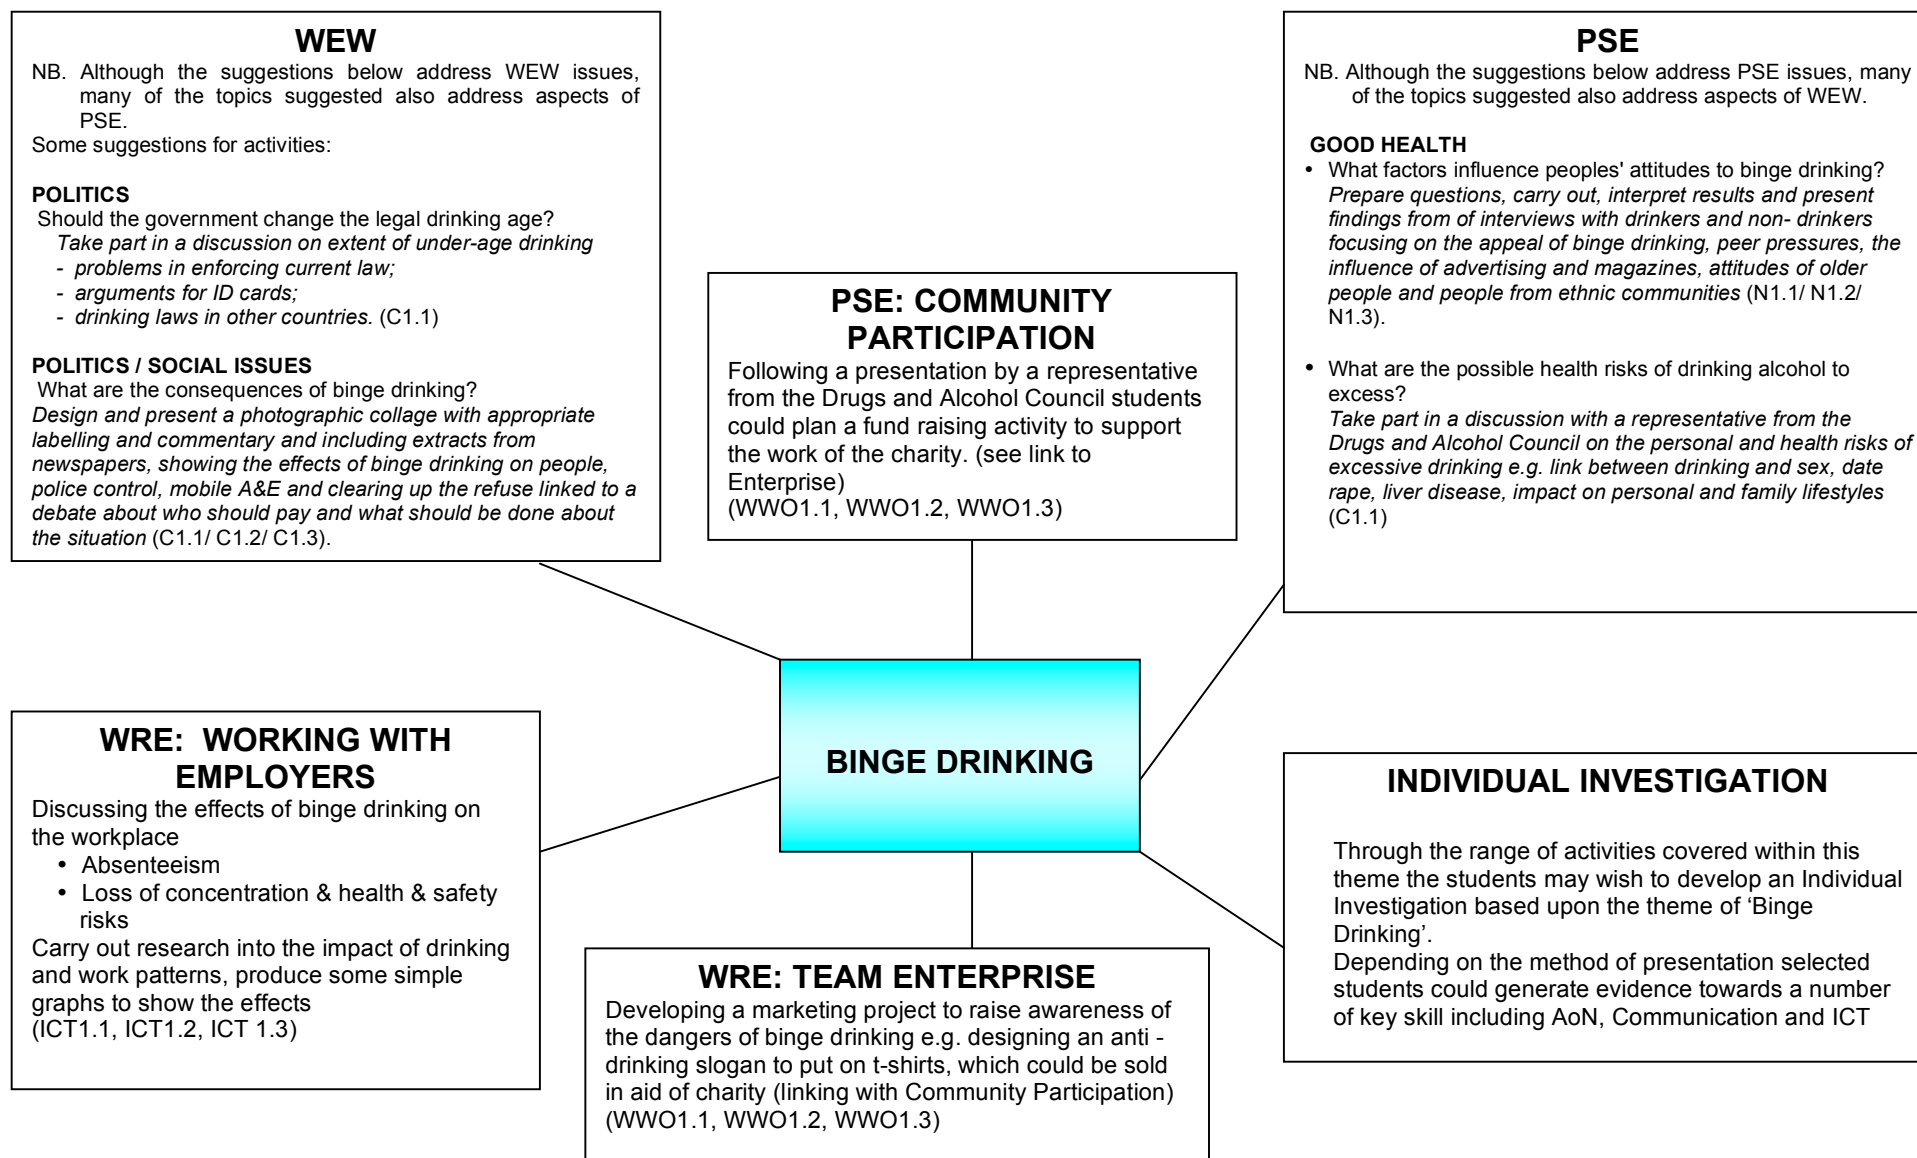 WEW
NB. Although the suggestions below address WEW issues,
many of the topics suggested also address aspects of
PSE.
Some suggestions for activities:
POLITICS
Should the government change the legal drinking age?
Take part in a discussion on extent of under-age drinking
- problems in enforcing current law;
- arguments for ID cards;
- drinking laws in other countries. (C1.1)
POLITICS / SOCIAL ISSUES
What are the consequences of binge drinking?
Design and present a photographic collage with appropriate
labelling and commentary and including extracts from
newspapers, showing the effects of binge drinking on people,
police control, mobile A&E and clearing up the refuse linked to a
debate about who should pay and what should be done about
the situation (C1.1/ C1.2/ C1.3).
PSE: COMMUNITY
PARTICIPATION
Following a presentation by a representative
from the Drugs and Alcohol Council students
could plan a fund raising activity to support
the work of the charity. (see link to
Enterprise)
(WWO1.1, WWO1.2, WWO1.3)
PSE
NB. Although the suggestions below address PSE issues, many
of the topics suggested also address aspects of WEW.
GOOD HEALTH
• What factors influence peoples' attitudes to binge drinking?
Prepare questions, carry out, interpret results and present
findings from of interviews with drinkers and non- drinkers
focusing on the appeal of binge drinking, peer pressures, the
influence of advertising and magazines, attitudes of older
people and people from ethnic communities (N1.1/ N1.2/
N1.3).
• What are the possible health risks of drinking alcohol to
excess?
Take part in a discussion with a representative from the
Drugs and Alcohol Council on the personal and health risks of
excessive drinking e.g. link between drinking and sex, date
rape, liver disease, impact on personal and family lifestyles
(C1.1)
BINGE DRINKING
WRE: WORKING WITH
EMPLOYERS
Discussing the effects of binge drinking on
the workplace
• Absenteeism
• Loss of concentration & health & safety
risks
Carry out research into the impact of drinking
and work patterns, produce some simple
graphs to show the effects
(ICT1.1, ICT1.2, ICT 1.3)
WRE: TEAM ENTERPRISE
Developing a marketing project to raise awareness of
the dangers of binge drinking e.g. designing an anti -
drinking slogan to put on t-shirts, which could be sold
in aid of charity (linking with Community Participation)
(WWO1.1, WWO1.2, WWO1.3)
INDIVIDUAL INVESTIGATION
Through the range of activities covered within this
theme the students may wish to develop an Individual
Investigation based upon the theme of ‘Binge
Drinking’.
Depending on the method of presentation selected
students could generate evidence towards a number
of key skill including AoN, Communication and ICT